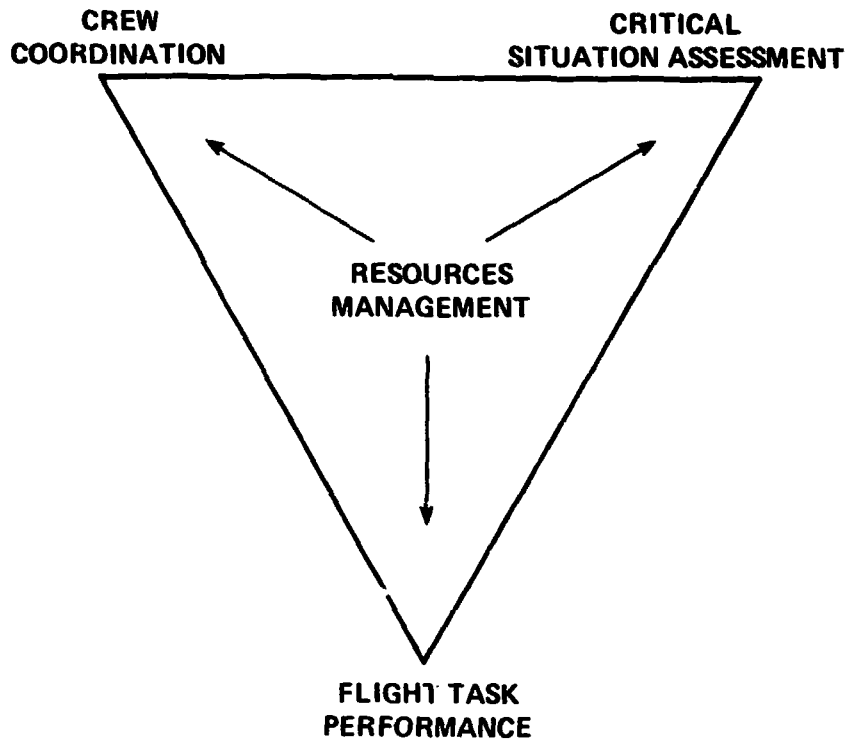 CREW
COORDINATION
CRITICAL
SITUATION ASSESSMENT
RESOURCES
MANAGEMENT
FLIGHT TASK
PERFORMANCE